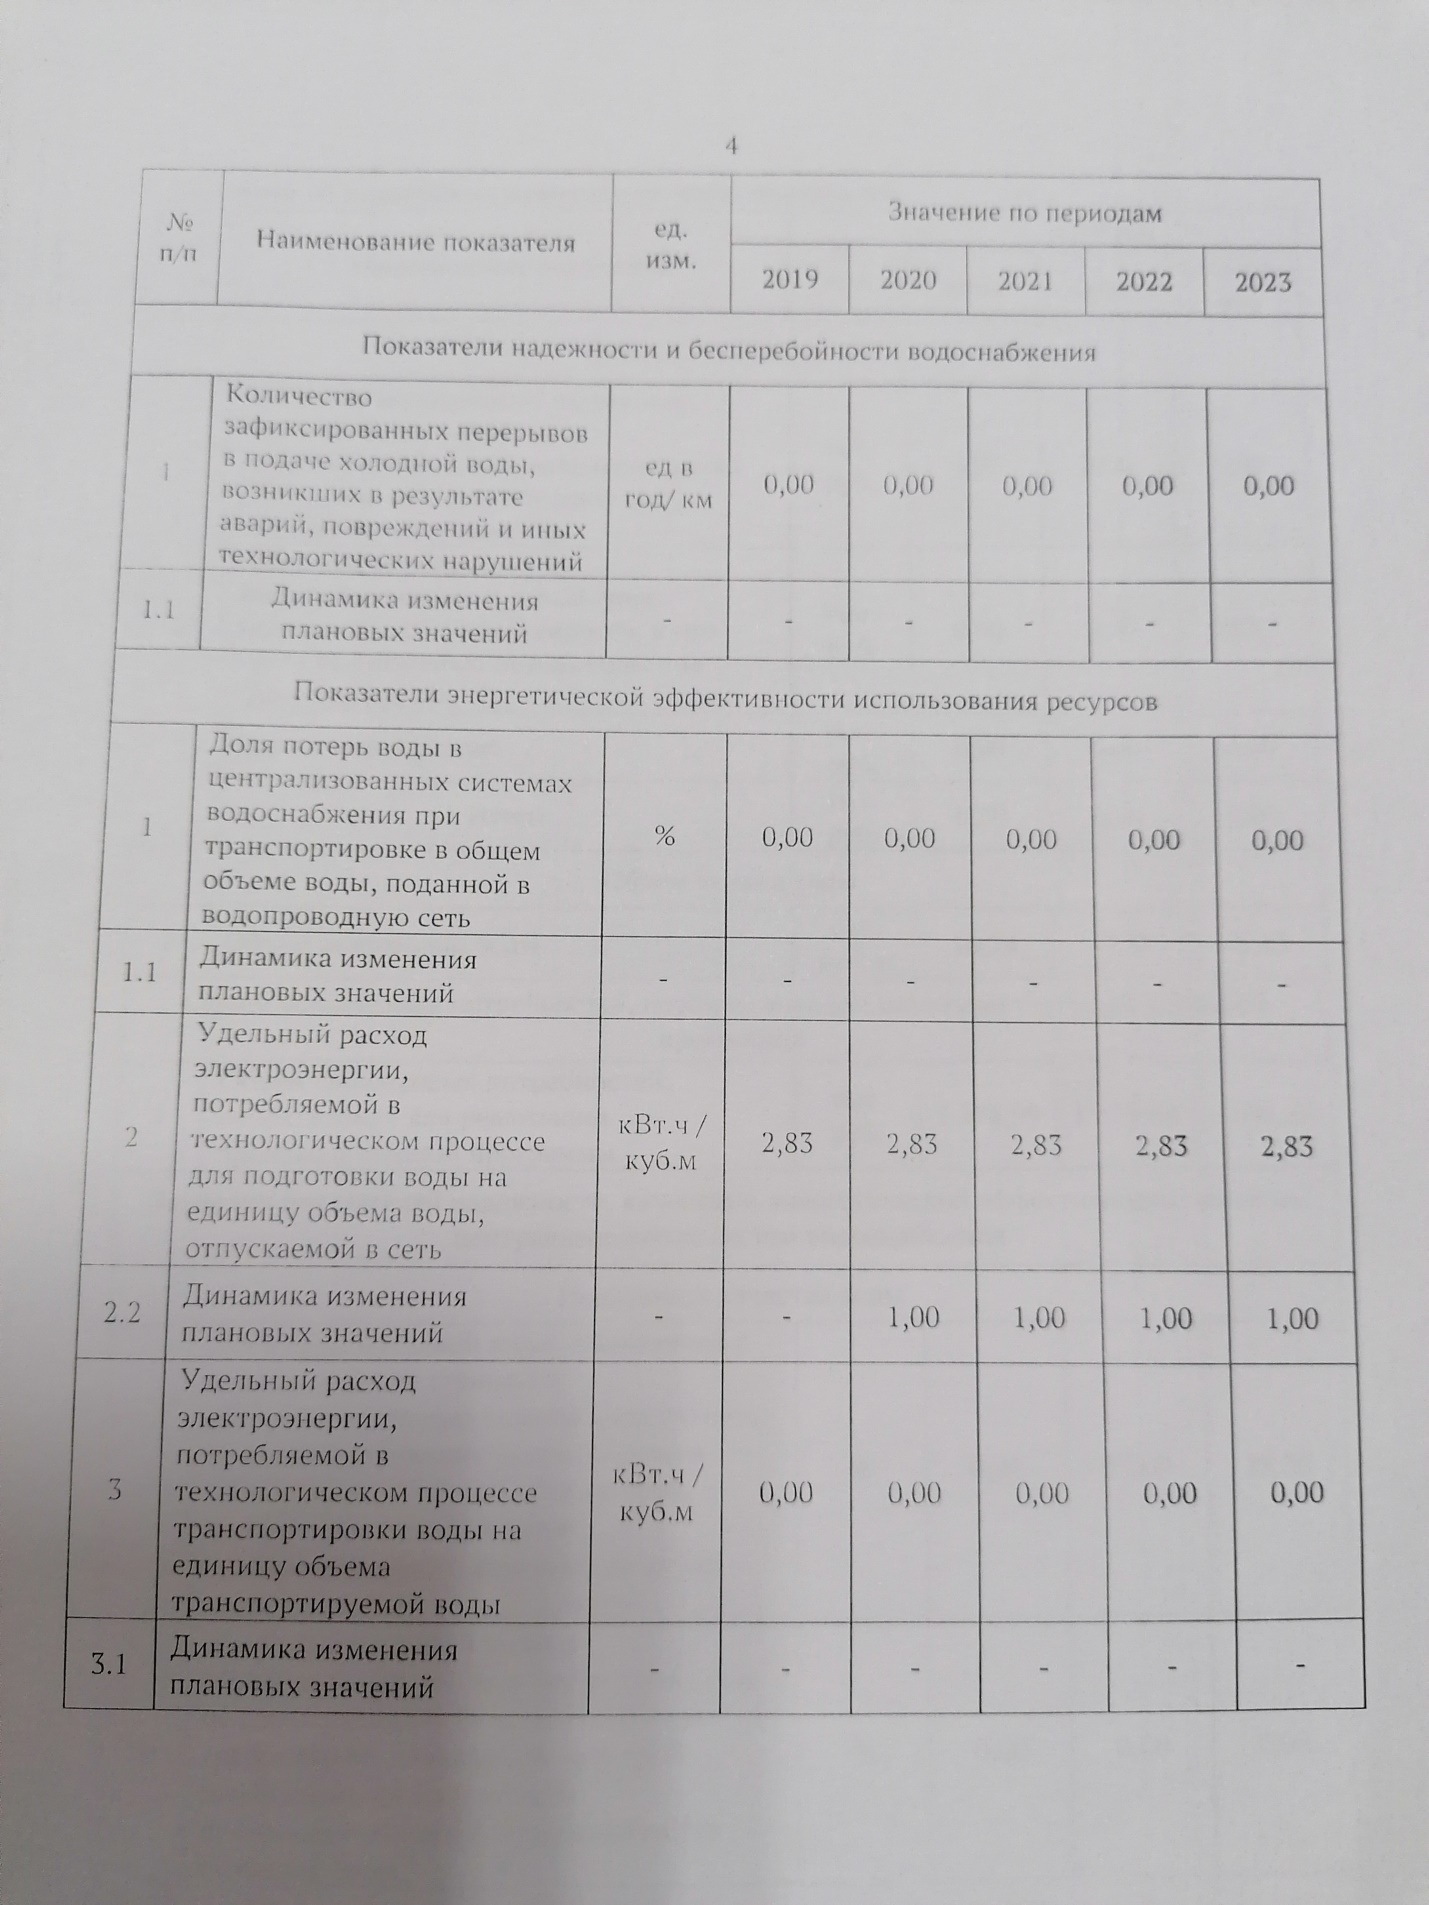 4
№
п/п
Наименование показателя
ед.
изм.
Значение по периодам
2019 2020 2021 2022 2023
Показатели надежности и бесперебойности водоснабжения
1
Количество
зафиксированных перерывов
в подаче холодной воды,
возникших в результате
аварий, повреждений и иных
технологических нарушений
ед в
год/ км
0,00 0,00 0,00 0,00 0,00
1.1
Динамика изменения
плановых значений
- - - - - -
Показатели энергетической эффективности использования ресурсов
1
Доля потерь воды в
централизованных системах
водоснабжения при
транспортировке в общем
объеме воды, поданной в
водопроводную сеть
%
0,00 0,00 0,00 0,00 0,00
1.1
Динамика изменения
плановых значений
- - - - - -
2
Удельный расход
электроэнергии,
потребляемой в
технологическом процессе
для подготовки воды на
единицу объема воды,
отпускаемой в сеть
кВт.ч /
куб.м
2,83 2,83 2,83 2,83 2,83
2.2
Динамика изменения
плановых значений
- - 1,00 1,00 1,00 1,00
3
Удельный расход
электроэнергии,
потребляемой в
технологическом процессе
транспортировки воды на
единицу объема
транспортируемой воды
кВт.ч /
куб.м
0,00 0,00 0,00 0,00 0,00
3.1
Динамика изменения
плановых значений
- - - - - -